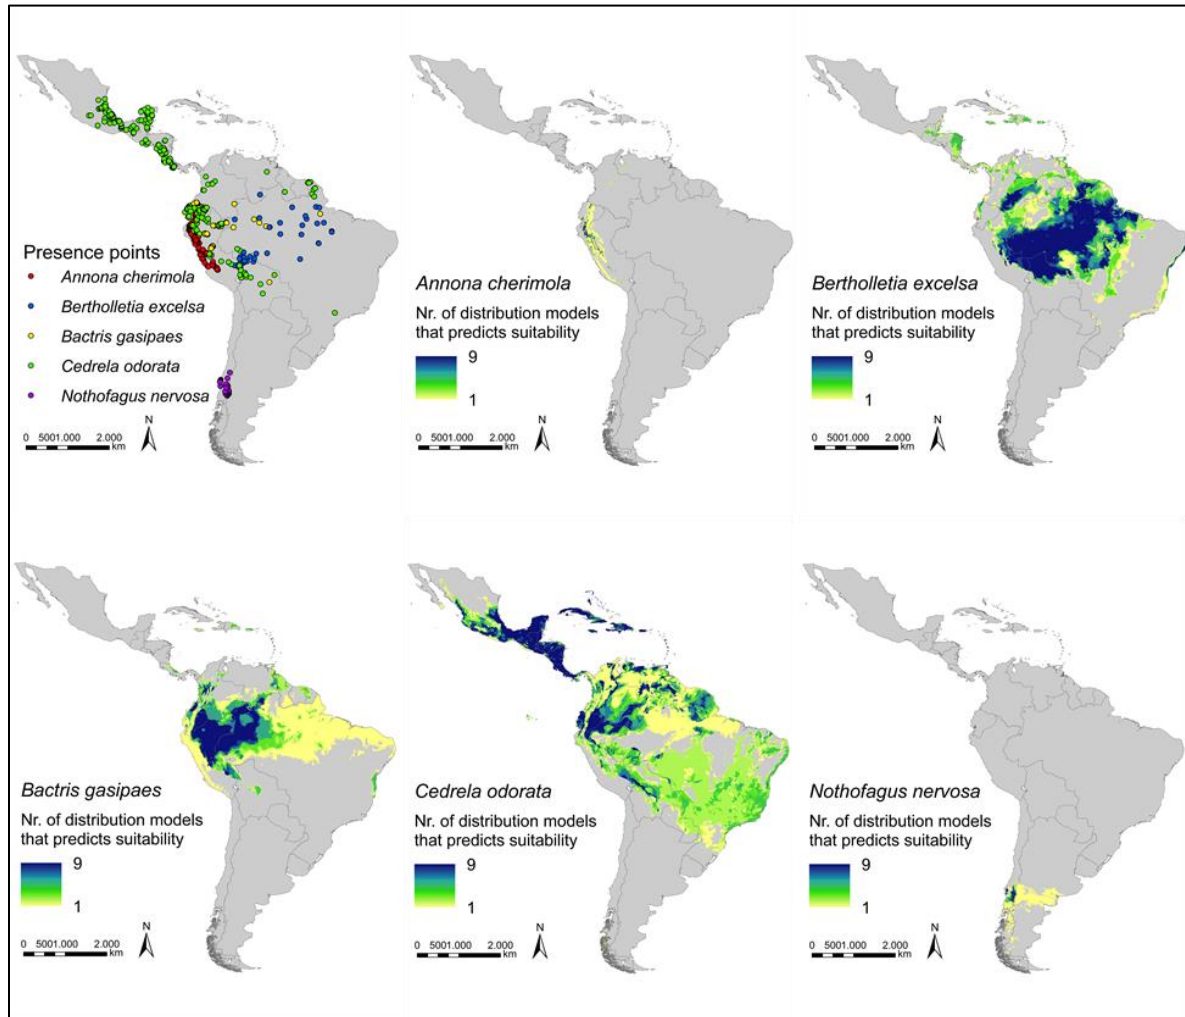 Presence points
Annona cherimola
Bertholletia excelsa
Bactris gasipaes
Cedrela odorata
Nothofagus nervosa
N
0 5001.000 2.000
km
Annona cherimola
Nr. of distribution models
that predicts suitability
9
1
N
0 5001.000 2.000
km
Bertholletia excelsa
Nr. of distribution models
that predicts suitability
9
1
N
0 5001.000 2.000
km
Bactris gasipaes
Nr. of distribution models
that predicts suitability
9
1
N
0 5001.000 2.000
km
Cedrela odorata
Nr. of distribution models
that predicts suitability
9
1
N
0 5001.000 2.000
km
Nothofagus nervosa
Nr. of distribution models
that predicts suitability
9
1
N
0 5001.000 2.000
km